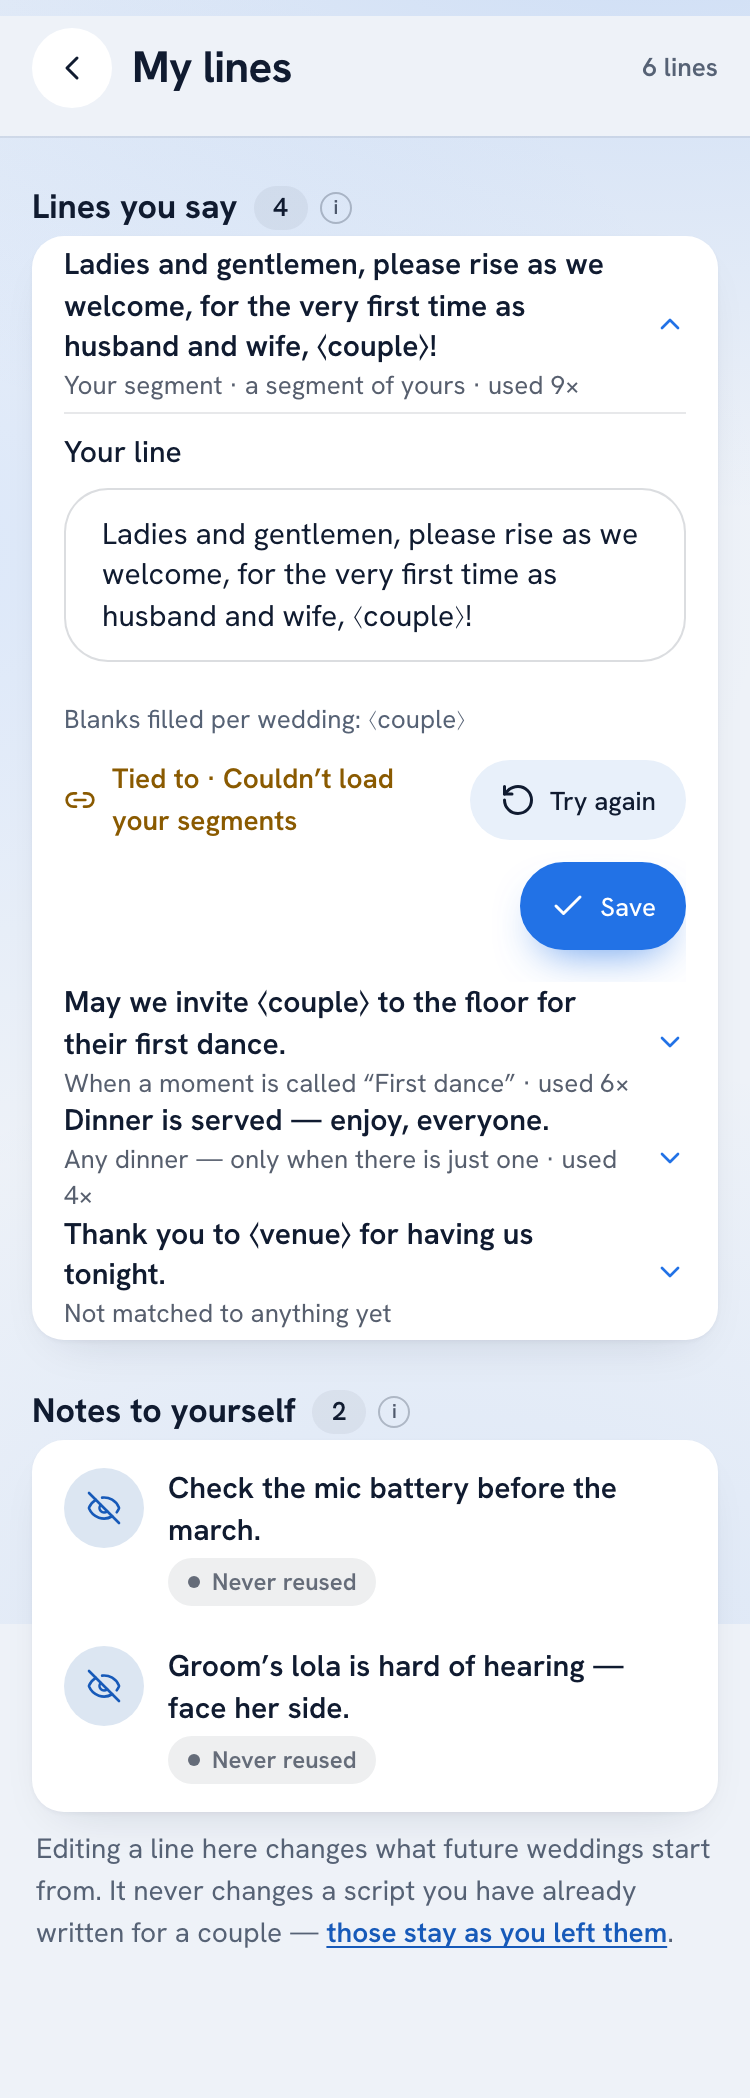 My lines
6 lines
Lines you say 4 i
Ladies and gentlemen, please rise as we
welcome, for the very first time as
husband and wife, ⟨couple⟩!
Your segment · a segment of yours · used 9×
Your line
Ladies and gentlemen, please rise as we
welcome, for the very first time as
husband and wife, ⟨couple⟩!
Blanks filled per wedding: ⟨couple⟩
Tied to · Couldn’t load
your segments
Try again
Save
May we invite ⟨couple⟩ to the floor for
their first dance.
When a moment is called “First dance” · used 6×
Dinner is served — enjoy, everyone.
Any dinner — only when there is just one · used
4×
Thank you to ⟨venue⟩ for having us
tonight.
Not matched to anything yet
Notes to yourself 2 i
Check the mic battery before the
march.
Never reused
Groom’s lola is hard of hearing —
face her side.
Never reused
Editing a line here changes what future weddings start
from. It never changes a script you have already
written for a couple — those stay as you left them.